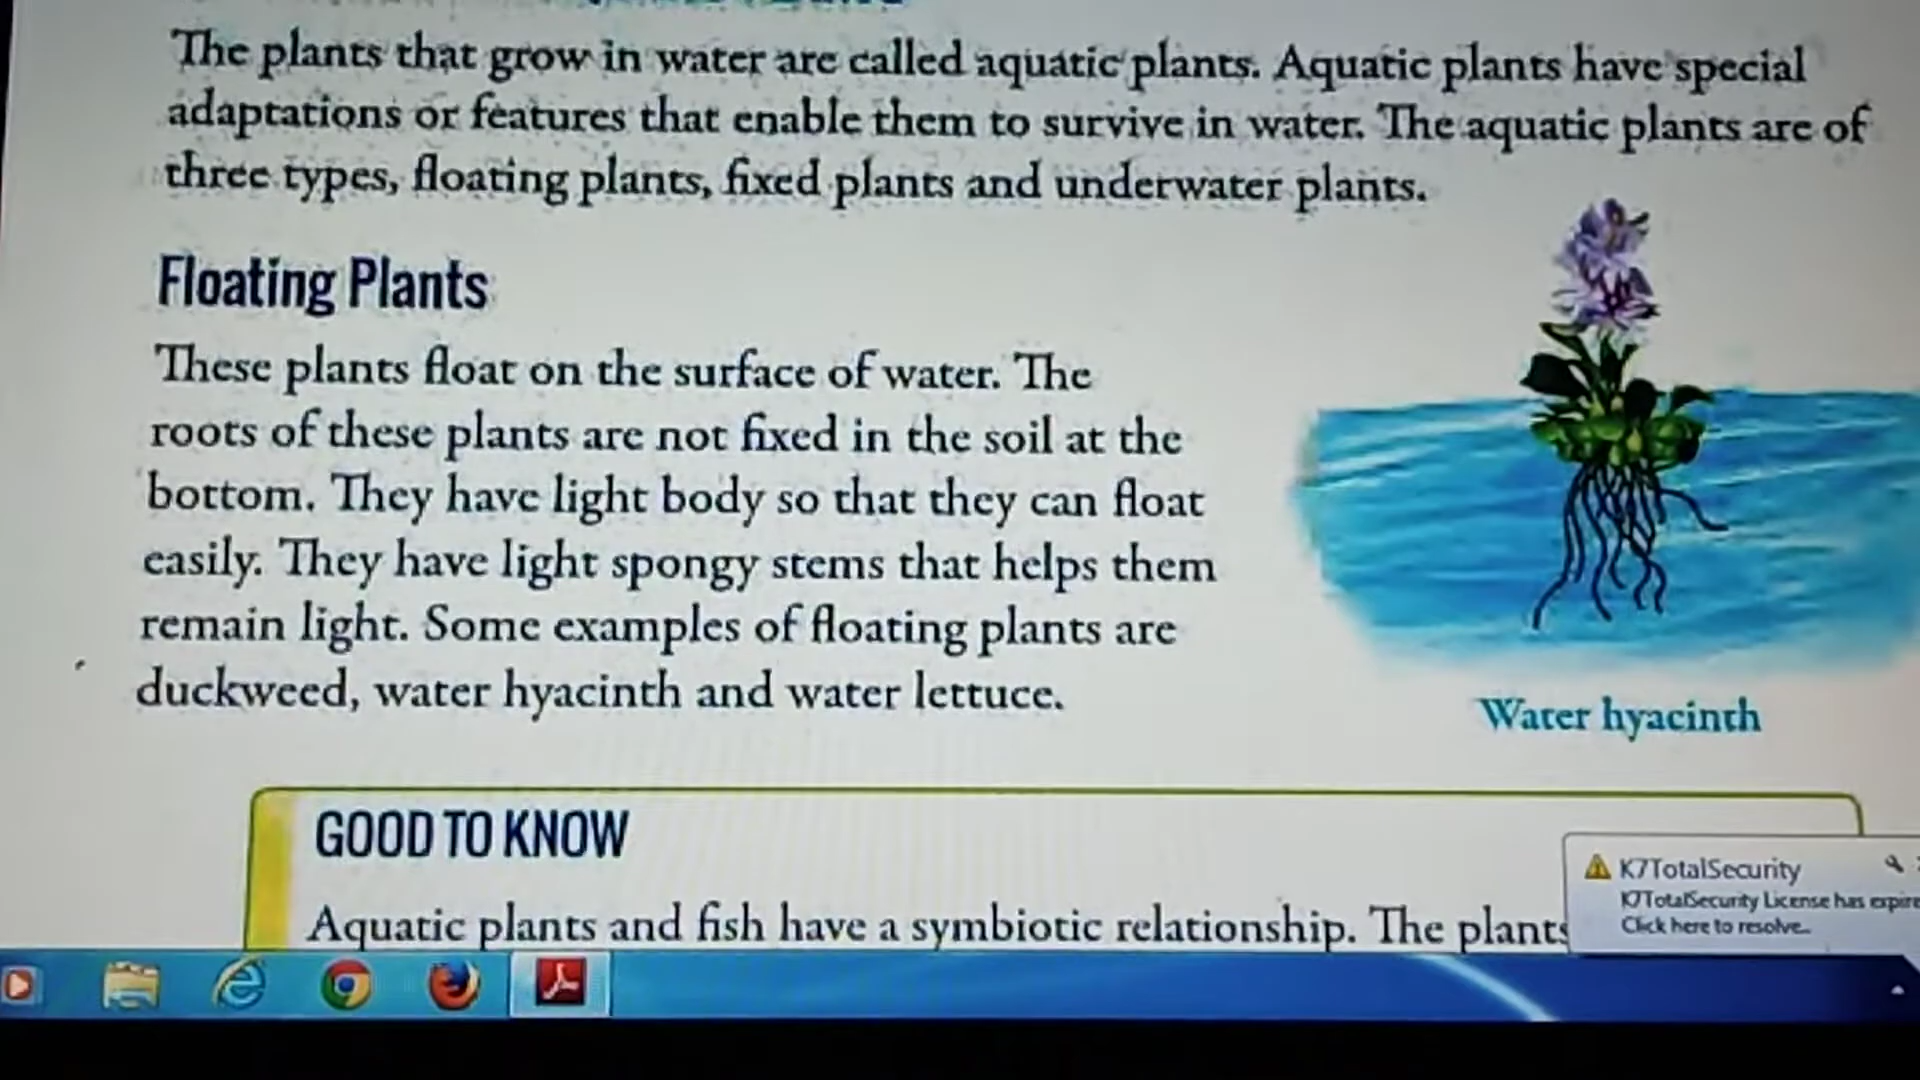 The plants that grow in water are called aquatic plants. Aquatic plants have special
adaptations or features that enable them to survive in water. The aquatic plants are of
three types, floating plants, fixed plants and underwater plants.
Floating Plants
These plants float on the surface of water. The
roots of these plants are not fixed in the soil at the
bottom. They have light body so that they can float
easily. They have light spongy stems that helps them
remain light. Some examples of floating plants are
duckweed, water hyacinth and water lettuce.
Water hyacinth
GOOD TO KNOW
Aquatic plants and fish have a symbiotic relationship. The plants
K7TotalSecurity
K7TotalSecurity License has expire
Click here to resolve..